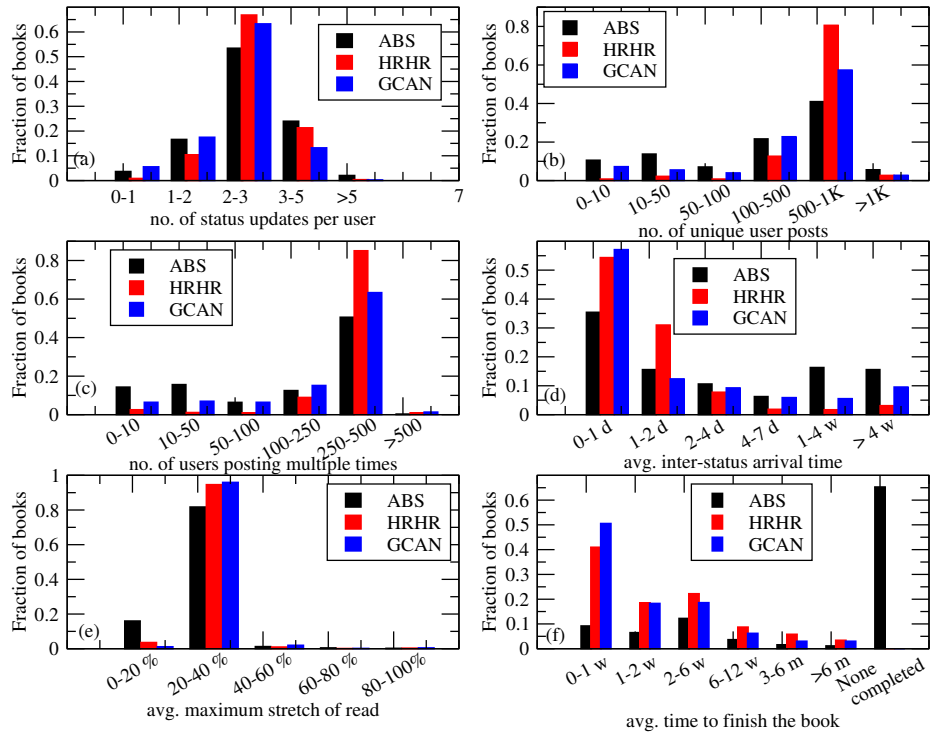 Fraction of books
0.7
0.6
0.5
0.4
0.3
0.2
0.1
0
(a)
ABS
HRHR
GCAN
0-1
1-2
2-3
3-5
>5
7
no. of status updates per user
Fraction of books
0.8
0.6
0.4
0.2
0
(b)
ABS
HRHR
GCAN
0-10
10-50
50-100
100-500
500-1K
>1K
no. of unique user posts
Fraction of books
0.8
0.6
0.4
0.2
0
(c)
ABS
HRHR
GCAN
0-10
10-50
50-100
100-250
250-500
>500
no. of users posting multiple times
Fraction of books
0.5
0.4
0.3
0.2
0.1
0
(d)
ABS
HRHR
GCAN
0-1 d
1-2 d
2-4 d
4-7 d
1-4 w
> 4 w
avg. inter-status arrival time
Fraction of books
1
0.8
0.6
0.4
0.2
0
(e)
ABS
HRHR
GCAN
0-20 %
20-40 %
40-60 %
60-80 %
80-100%
avg. maximum stretch of read
Fraction of books
0.6
0.5
0.4
0.3
0.2
0.1
0
(f)
ABS
HRHR
GCAN
0-1 w
1-2 w
2-6 w
6-12 w
3-6 m
>6 m
None
completed
avg. time to finish the book